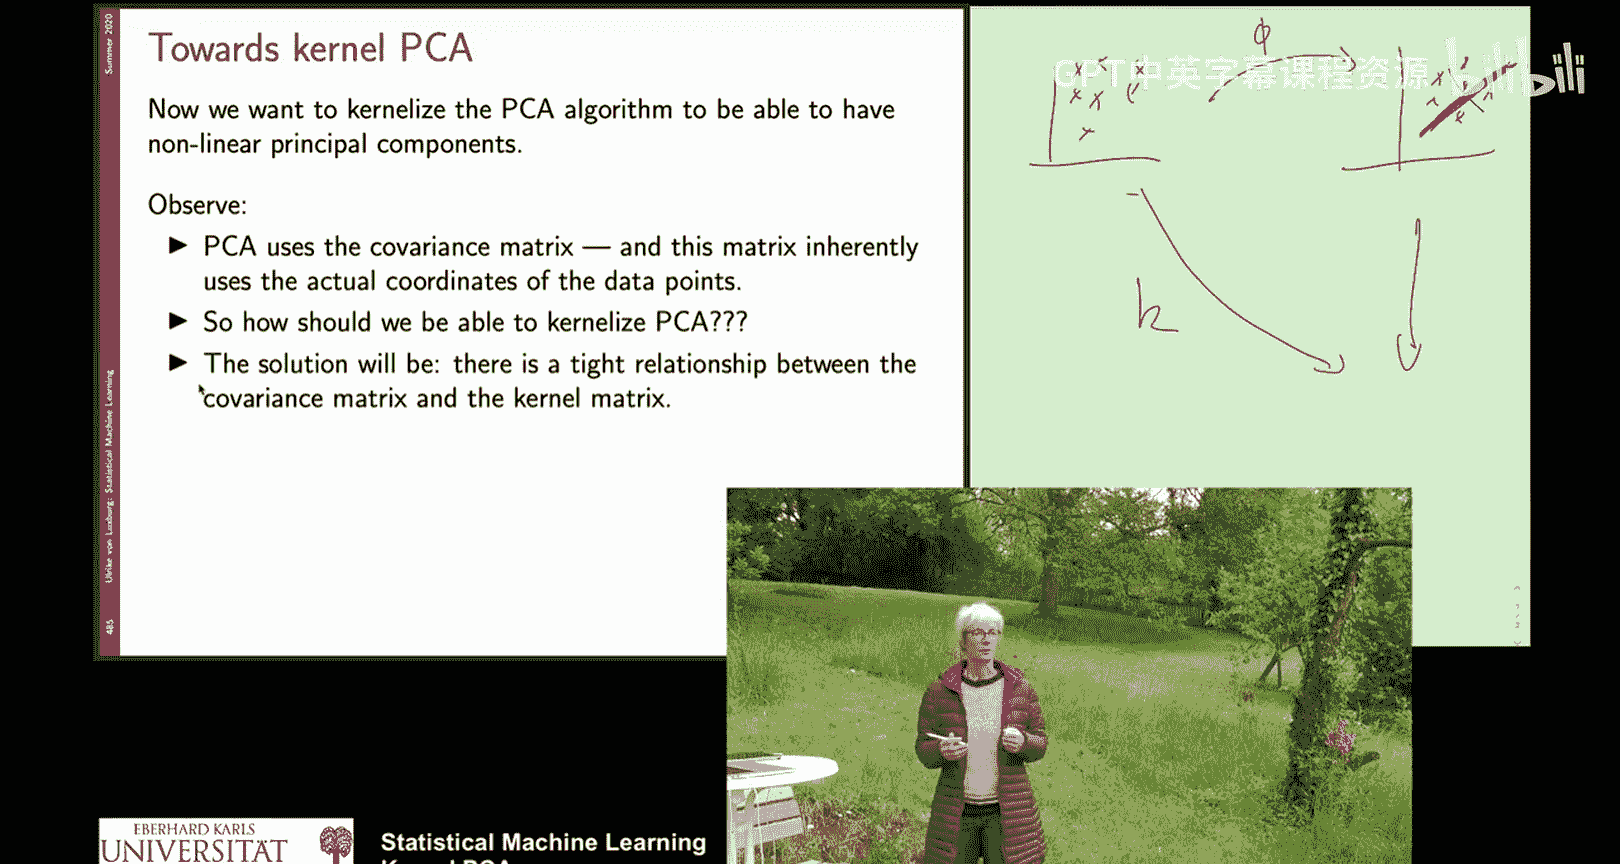 Summer 2020
Towards kernel PCA
Now we want to kernelize the PCA algorithm to be able to have
non-linear principal components.
Observe:
► PCA uses the covariance matrix — and this matrix inherently
uses the actual coordinates of the data points.
► So how should we be able to kernelize PCA???
► The solution will be: there is a tight relationship between the
covariance matrix and the kernel matrix.
Ulrike von Luxburg: Statistical Machine Learning
485
ϕ
k
GPT中英字幕课程资源
bilibili
EBERHARD KARLS
UNIVERSITÄT
Statistical Machine Learning
Kernel PCA